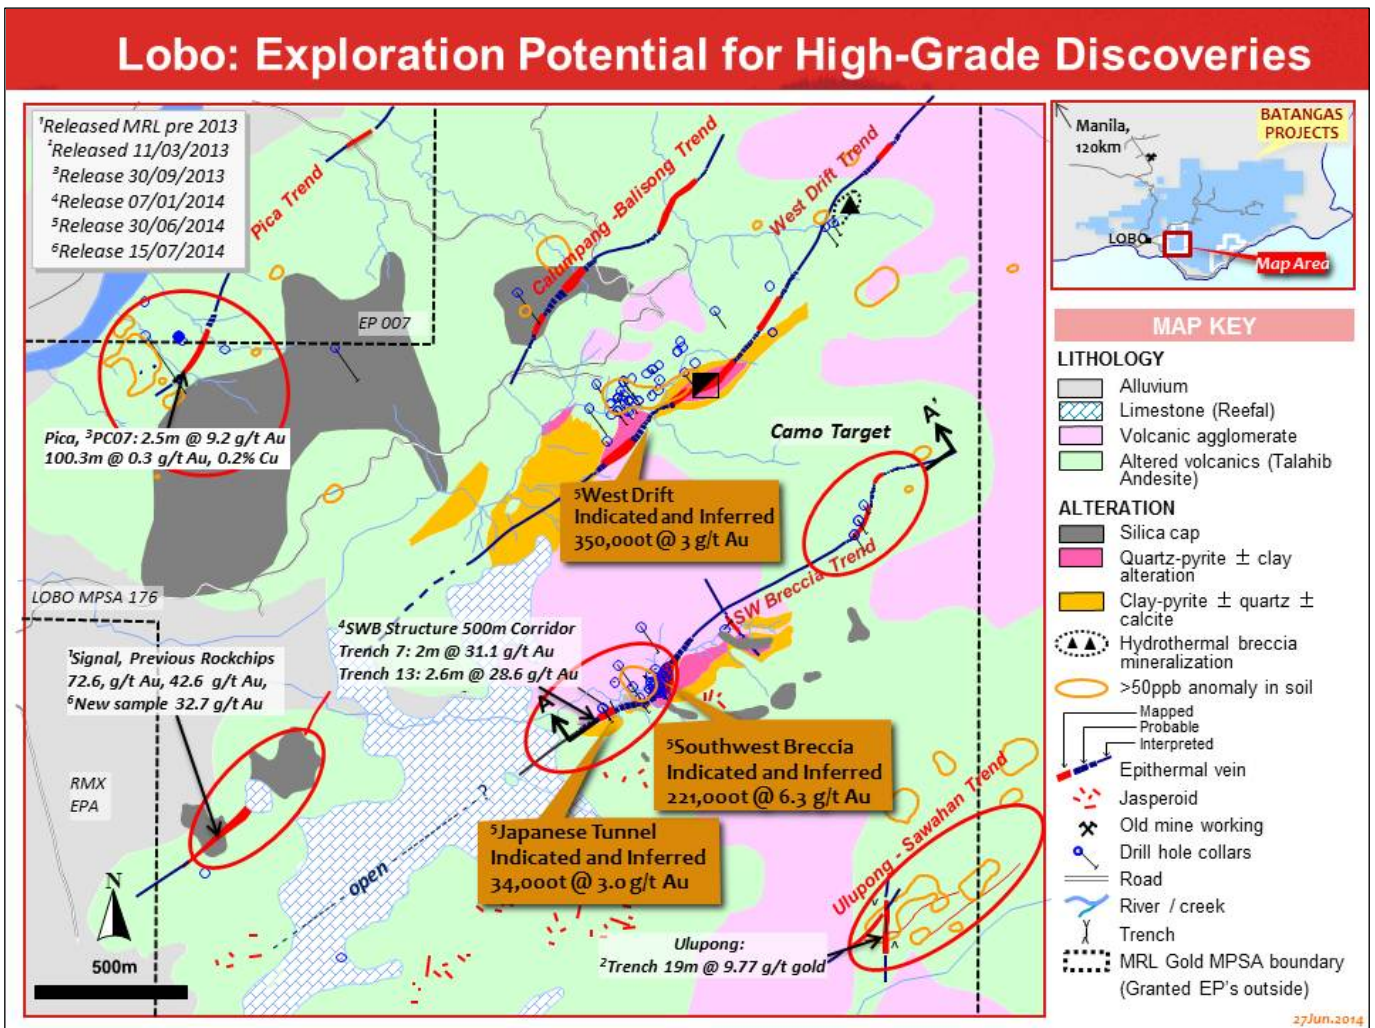 Lobo: Exploration Potential for High-Grade Discoveries
¹Released MRL pre 2013
²Released 11/03/2013
³Release 30/09/2013
⁴Release 07/01/2014
⁵Release 30/06/2014
⁶Release 15/07/2014
Pica Trend
Calumpang -Balisong Trend
West Drift Trend
EP 007
Pica, ³PC07: 2.5m @ 9.2 g/t Au
100.3m @ 0.3 g/t Au, 0.2% Cu
Camo Target
A'
⁵West Drift
Indicated and Inferred
350,000t @ 3 g/t Au
SW Breccia Trend
LOBO MPSA 176
⁴SWB Structure 500m Corridor
Trench 7: 2m @ 31.1 g/t Au
Trench 13: 2.6m @ 28.6 g/t Au
¹Signal, Previous Rockchips
72.6, g/t Au, 42.6 g/t Au,
⁶New sample 32.7 g/t Au
A
⁵Southwest Breccia
Indicated and Inferred
221,000t @ 6.3 g/t Au
RMX
EPA
?
open
⁵Japanese Tunnel
Indicated and Inferred
34,000t @ 3.0 g/t Au
Ulupong - Sawahan Trend
Ulupong:
²Trench 19m @ 9.77 g/t gold
N
500m
BATANGAS
PROJECTS
Manila,
120km
LOBO
Map Area
MAP KEY
LITHOLOGY
Alluvium
Limestone (Reefal)
Volcanic agglomerate
Altered volcanics (Talahib
Andesite)
ALTERATION
Silica cap
Quartz-pyrite ± clay
alteration
Clay-pyrite ± quartz ±
calcite
Hydrothermal breccia
mineralization
>50ppb anomaly in soil
Mapped
Probable
Interpreted
Epithermal vein
Jasperoid
Old mine working
Drill hole collars
Road
River / creek
Trench
MRL Gold MPSA boundary
(Granted EP's outside)
27Jun.2014